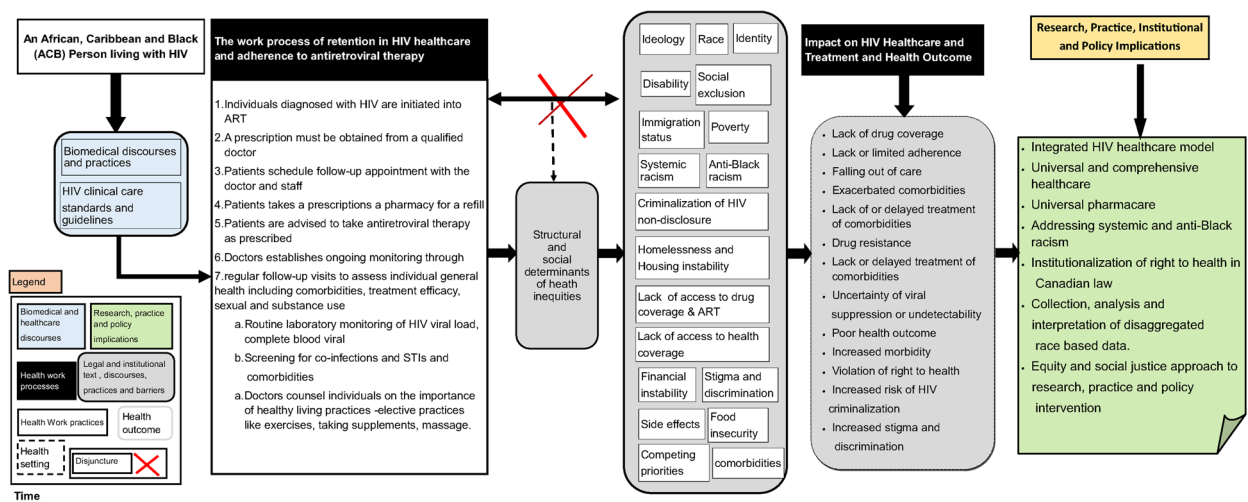 An African, Caribbean and Black
(ACB) Person living with HIV
Biomedical discourses
and practices
HIV clinical care
standards and
guidelines
Legend
Biomedical and
healthcare
discourses
Research, practice
and policy
implications
Health work
processes
Legal and institutional
text , discourses,
practices and barriers
Health Work practices
Health
outcome
Health
setting
Disjuncture
Time
The work process of retention in HIV healthcare
and adherence to antiretroviral therapy
1.Individuals diagnosed with HIV are initiated into
ART
2.A prescription must be obtained from a qualified
doctor
3.Patients schedule follow-up appointment with the
doctor and staff
4.Patients takes a prescriptions a pharmacy for a refill
5.Patients are advised to take antiretroviral therapy
as prescribed
6.Doctors establishes ongoing monitoring through
7.regular follow-up visits to assess individual general
health including comorbidities, treatment efficacy,
sexual and substance use
a.Routine laboratory monitoring of HIV viral load,
complete blood viral
b.Screening for co-infections and STIs and
comorbidities
a.Doctors counsel individuals on the importance
of healthy living practices -elective practices
like exercises, taking supplements, massage.
Structural
and
social
determinants
of heath
inequities
Ideology
Race
Identity
Disability
Social
exclusion
Immigration
status
Poverty
Systemic
racism
Anti-Black
racism
Criminalization of HIV
non-disclosure
Homelessness and
Housing instability
Lack of access to drug
coverage & ART
Lack of access to health
coverage
Financial
instability
Stigma and
discrimination
Side effects
Food
insecurity
Competing
priorities
comorbidities
Impact on HIV Healthcare and
Treatment and Health Outcome
• Lack of drug coverage
• Lack or limited adherence
• Falling out of care
• Exacerbated comorbidities
• Lack of or delayed treatment
of comorbidities
• Drug resistance
• Lack or delayed treatment of
comorbidities
• Uncertainty of viral
suppression or undetectability
• Poor health outcome
• Increased morbidity
• Violation of right to health
• Increased risk of HIV
criminalization
• Increased stigma and
discrimination
Research, Practice, Institutional
and Policy Implications
• Integrated HIV healthcare model
• Universal and comprehensive
healthcare
• Universal pharmacare
• Addressing systemic and anti-Black
racism
• Institutionalization of right to health in
Canadian law
• Collection, analysis and
interpretation of disaggregated
race based data.
• Equity and social justice approach to
research, practice and policy
intervention